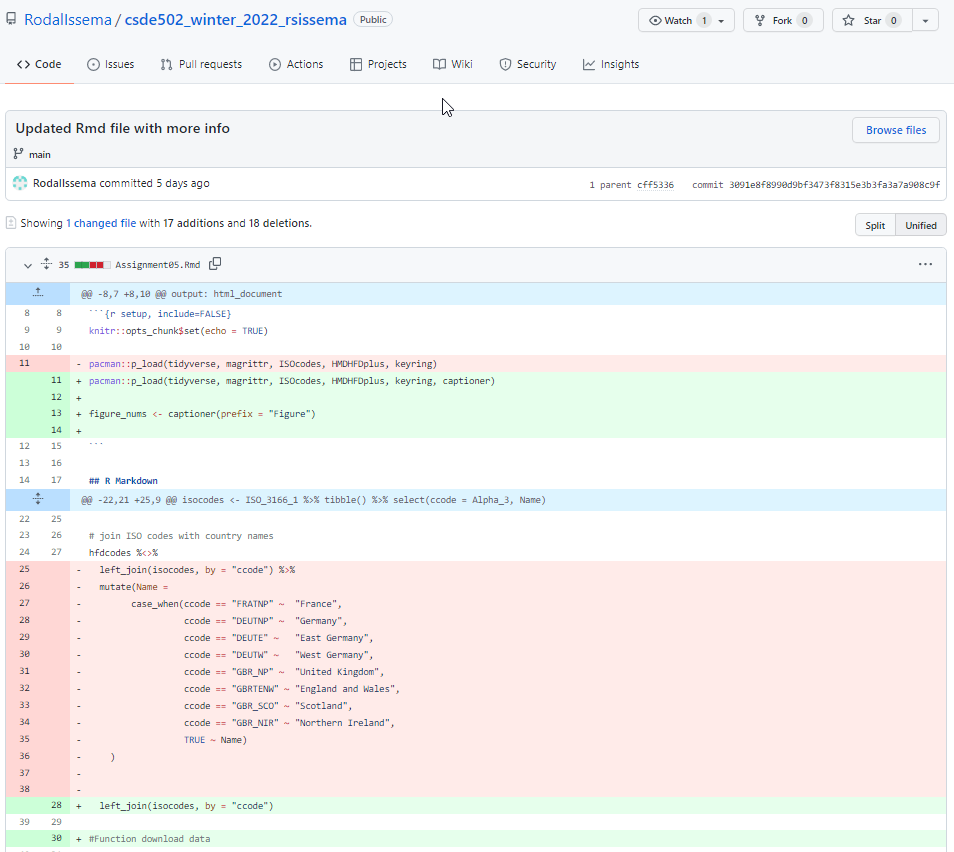 RodalIssema / csde502_winter_2022_rsissema Public
Watch 1 Fork 0 Star 0
Code Issues Pull requests Actions Projects Wiki Security Insights
Updated Rmd file with more info
Browse files
main
RodalIssema committed 5 days ago
1 parent cff5336 commit 3091e8f8990d9bf3473f8315e3b3fa3a7a908c9f
Showing 1 changed file with 17 additions and 18 deletions.
Split Unified
35 Assignment05.Rmd
@@ -8,7 +8,10 @@ output: html_document
8 8 ```{r setup, include=FALSE}
9 9 knitr::opts_chunk$set(echo = TRUE)
10 10
11 - pacman::p_load(tidyverse, magrittr, ISOcodes, HMDHFDplus, keyring)
11 + pacman::p_load(tidyverse, magrittr, ISOcodes, HMDHFDplus, keyring, captioner)
12 +
13 + figure_nums <- captioner(prefix = "Figure")
14 +
12 15 ```
13 16
14 17 ## R Markdown
@@ -22,21 +25,9 @@ isocodes <- ISO_3166_1 %>% tibble() %>% select(ccode = Alpha_3, Name)
22 25
23 26 # join ISO codes with country names
24 27 hfdcodes %<>%
25 - left_join(isocodes, by = "ccode") %>%
26 - mutate(Name =
27 - case_when(ccode == "FRATNP" ~ "France",
28 - ccode == "DEUTNP" ~ "Germany",
29 - ccode == "DEUTE" ~ "East Germany",
30 - ccode == "DEUTW" ~ "West Germany",
31 - ccode == "GBR_NP" ~ "United Kingdom",
32 - ccode == "GBRTENW" ~ "England and Wales",
33 - ccode == "GBR_SCO" ~ "Scotland",
34 - ccode == "GBR_NIR" ~ "Northern Ireland",
35 - TRUE ~ Name)
36 - )
37 -
38 -
28 + left_join(isocodes, by = "ccode")
39 29
30 + #Function download data